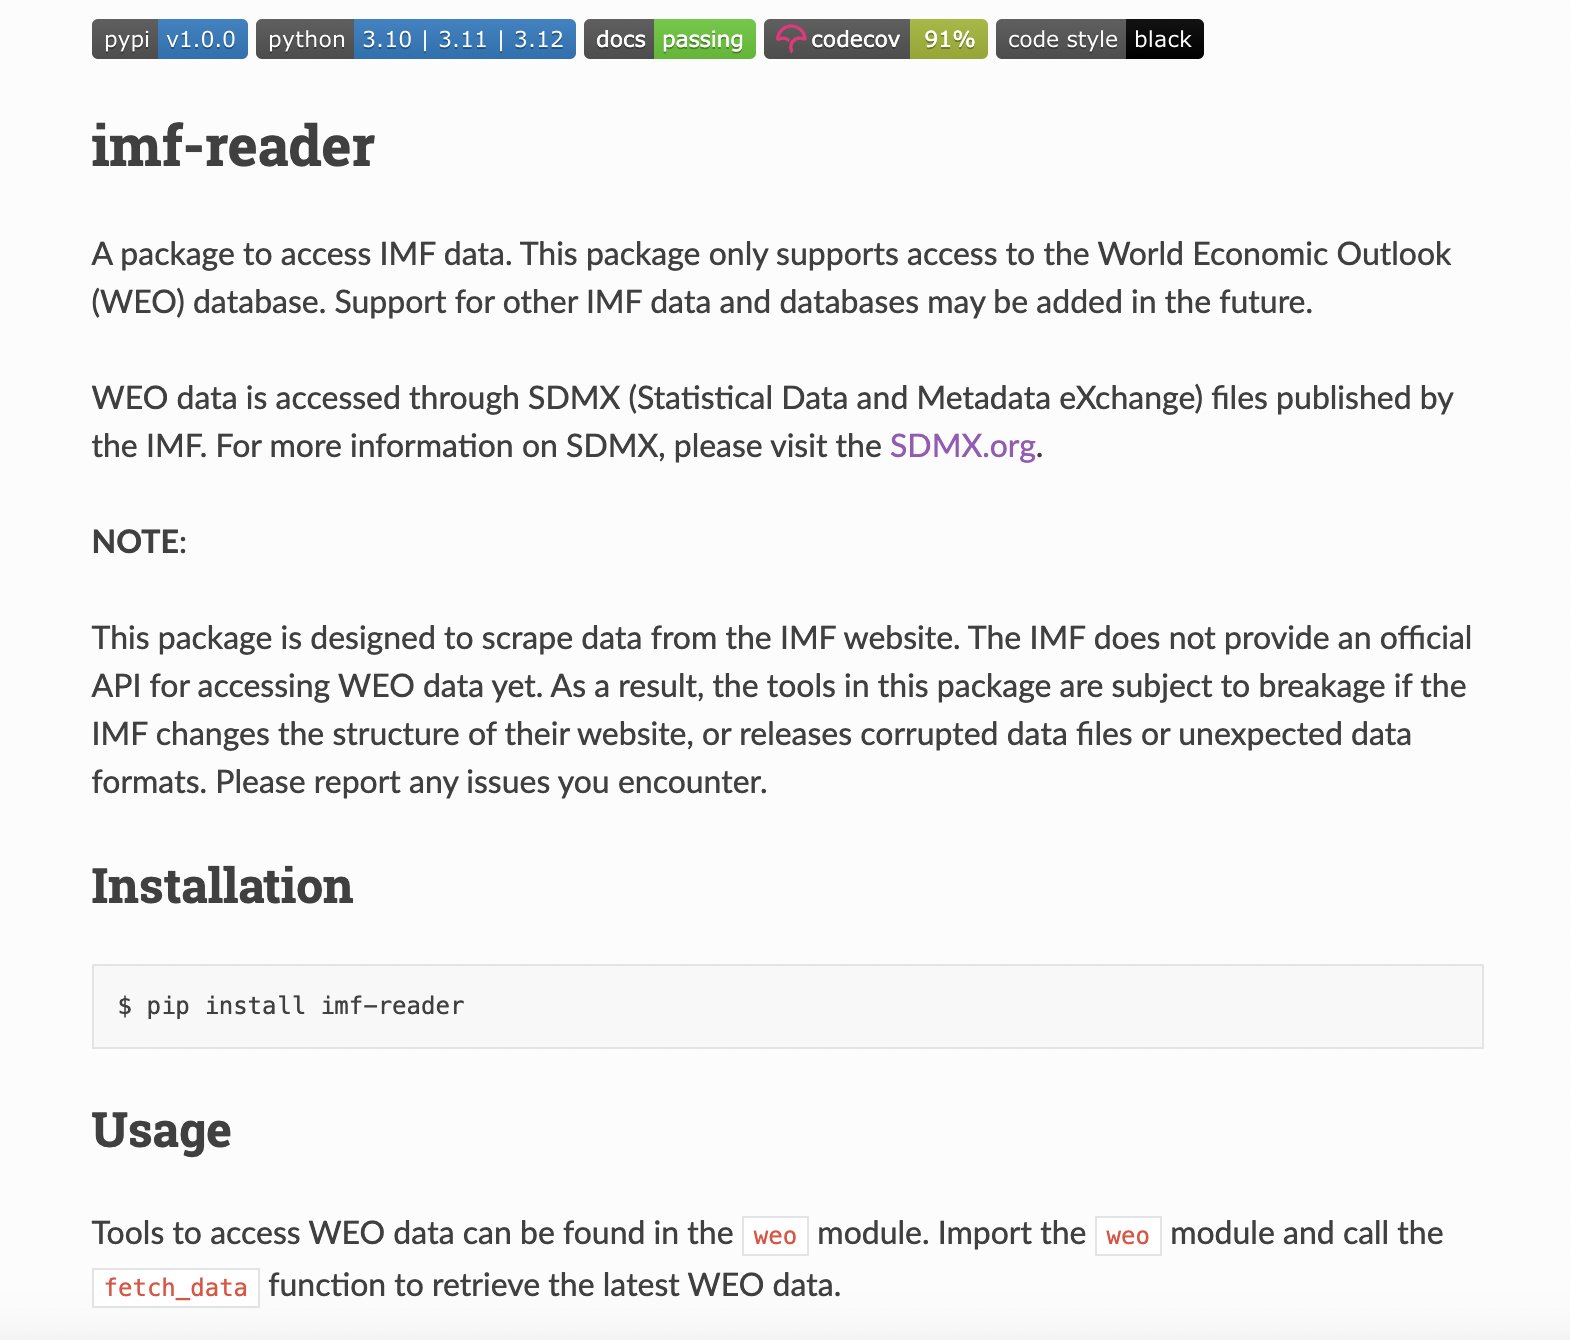 pypi v1.0.0 python 3.10 | 3.11 | 3.12 docs passing codecov 91% code style black
imf-reader
A package to access IMF data. This package only supports access to the World Economic Outlook
(WEO) database. Support for other IMF data and databases may be added in the future.
WEO data is accessed through SDMX (Statistical Data and Metadata eXchange) files published by
the IMF. For more information on SDMX, please visit the SDMX.org.
NOTE:
This package is designed to scrape data from the IMF website. The IMF does not provide an official
API for accessing WEO data yet. As a result, the tools in this package are subject to breakage if the
IMF changes the structure of their website, or releases corrupted data files or unexpected data
formats. Please report any issues you encounter.
Installation
$ pip install imf-reader
Usage
Tools to access WEO data can be found in the weo module. Import the weo module and call the
fetch_data function to retrieve the latest WEO data.